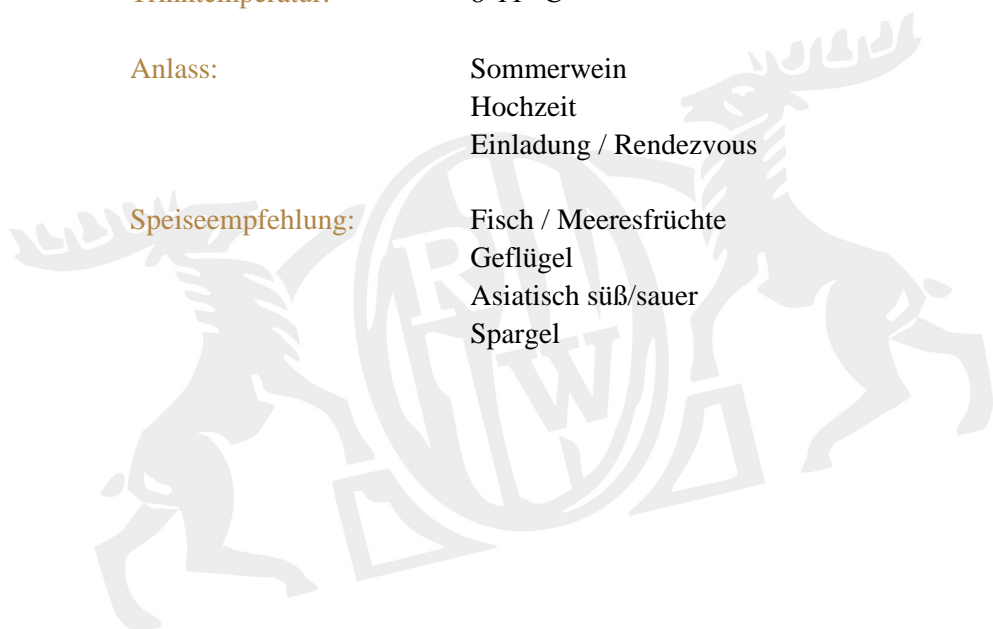 Anlass: Sommerwein
Hochzeit
Einladung / Rendezvous
Speiseempfehlung: Fisch / Meeresfrüchte
Geflügel
Asiatisch süß/sauer
Spargel
R
W